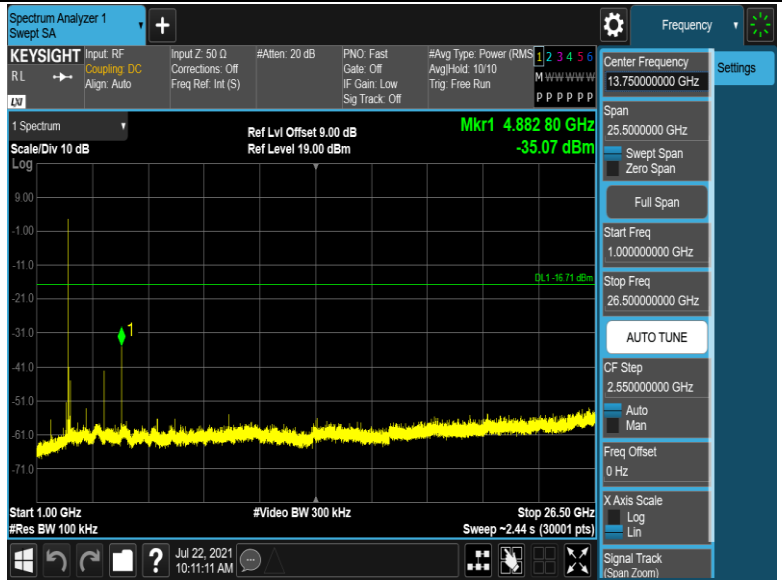 Spectrum Analyzer 1
Swept SA
+
Frequency
KEYSIGHT
RL
LXI
Input: RF
Coupling: DC
Align: Auto
Input Z: 50 Ω
Corrections: Off
Freq Ref: Int (S)
#Atten: 20 dB
PNO: Fast
Gate: Off
IF Gain: Low
Sig Track: Off
#Avg Type: Power (RMS
Avg|Hold: 10/10
Trig: Free Run
1 2 3 4 5 6
M W W W W W
P P P P P P
1 Spectrum
Scale/Div 10 dB
Log
Ref Lvl Offset 9.00 dB
Ref Level 19.00 dBm
Mkr1 4.882 80 GHz
-35.07 dBm
9.00
-1.00
-11.0
DL1 -16.71 dBm
-21.0
-31.0
1
-41.0
-51.0
-61.0
-71.0
Start 1.00 GHz
#Res BW 100 kHz
#Video BW 300 kHz
Stop 26.50 GHz
Sweep ~2.44 s (30001 pts)
?
Jul 22, 2021
10:11:11 AM
Center Frequency
13.750000000 GHz
Settings
Span
25.5000000 GHz
Swept Span
Zero Span
Full Span
Start Freq
1.000000000 GHz
Stop Freq
26.500000000 GHz
AUTO TUNE
CF Step
2.550000000 GHz
Auto
Man
Freq Offset
0 Hz
X Axis Scale
Log
Lin
Signal Track
(Span Zoom)